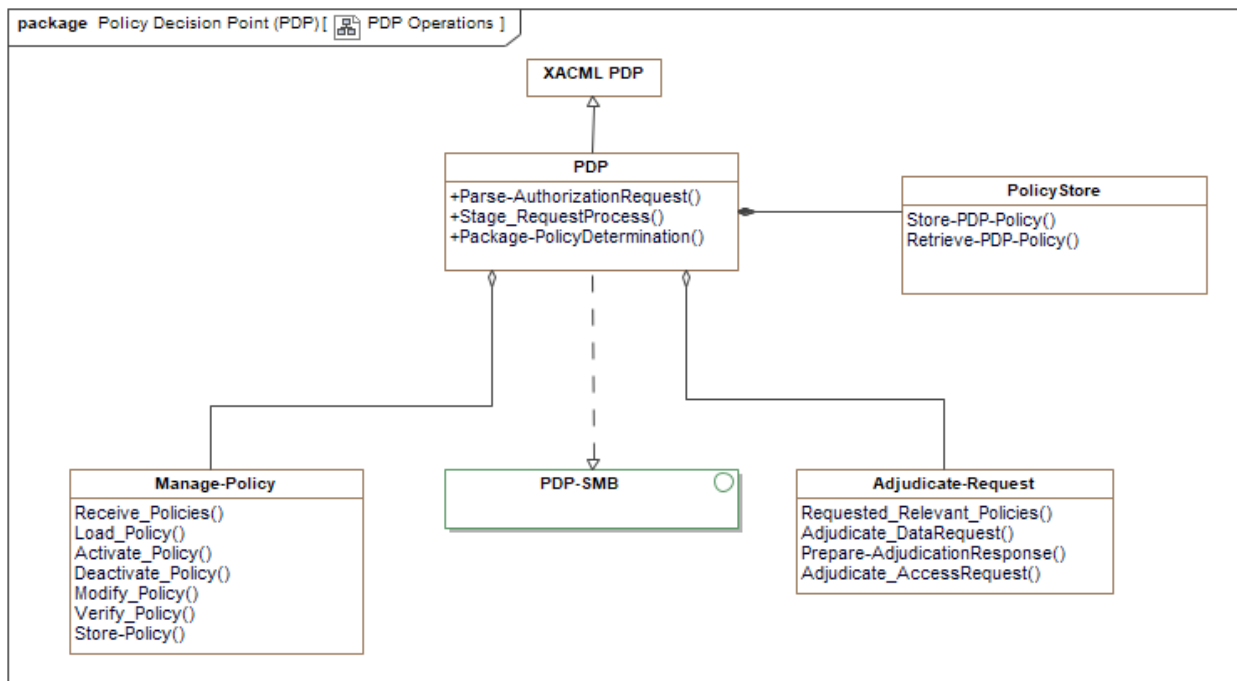 package Policy Decision Point (PDP) [ PDP Operations ]
XACML PDP
PDP
+Parse-AuthorizationRequest()
+Stage_RequestProcess()
+Package-PolicyDetermination()
PolicyStore
Store-PDP-Policy()
Retrieve-PDP-Policy()
Manage-Policy
Receive_Policies()
Load_Policy()
Activate_Policy()
Deactivate_Policy()
Modify_Policy()
Verify_Policy()
Store-Policy()
PDP-SMB
Adjudicate-Request
Requested_Relevant_Policies()
Adjudicate_DataRequest()
Prepare-AdjudicationResponse()
Adjudicate_AccessRequest()